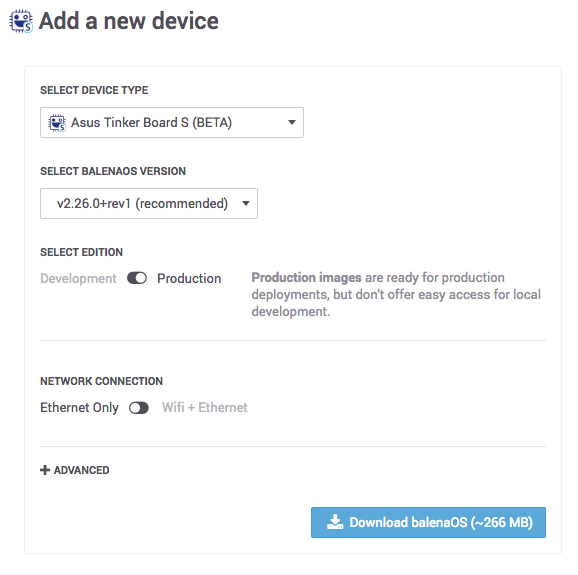 Add a new device
SELECT DEVICE TYPE
Asus Tinker Board S (BETA)
SELECT BALENAOS VERSION
v2.26.0+rev1 (recommended)
SELECT EDITION
Development Production
Production images are ready for production
deployments, but don't offer easy access for local
development.
NETWORK CONNECTION
Ethernet Only Wifi + Ethernet
ADVANCED
Download balenaOS (~266 MB)